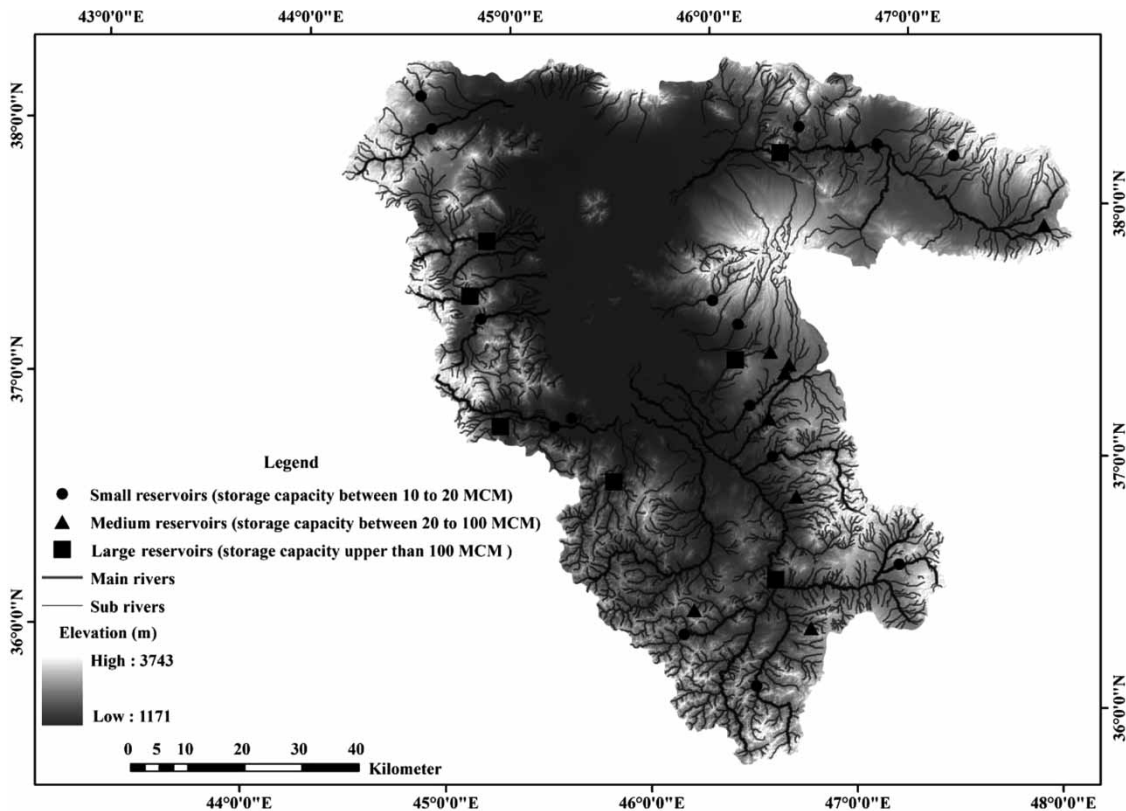 43°0'0"E 44°0'0"E 45°0'0"E 46°0'0"E 47°0'0"E
38°0'0"N
38°0'0"N
37°0'0"N
37°0'0"N
36°0'0"N
36°0'0"N
Legend
Small reservoirs (storage capacity between 10 to 20 MCM)
Medium reservoirs (storage capacity between 20 to 100 MCM)
Large reservoirs (storage capacity upper than 100 MCM )
Main rivers
Sub rivers
Elevation (m)
High : 3743
Low : 1171
0 5 10 20 30 40 Kilometer
44°0'0"E 45°0'0"E 46°0'0"E 47°0'0"E 48°0'0"E